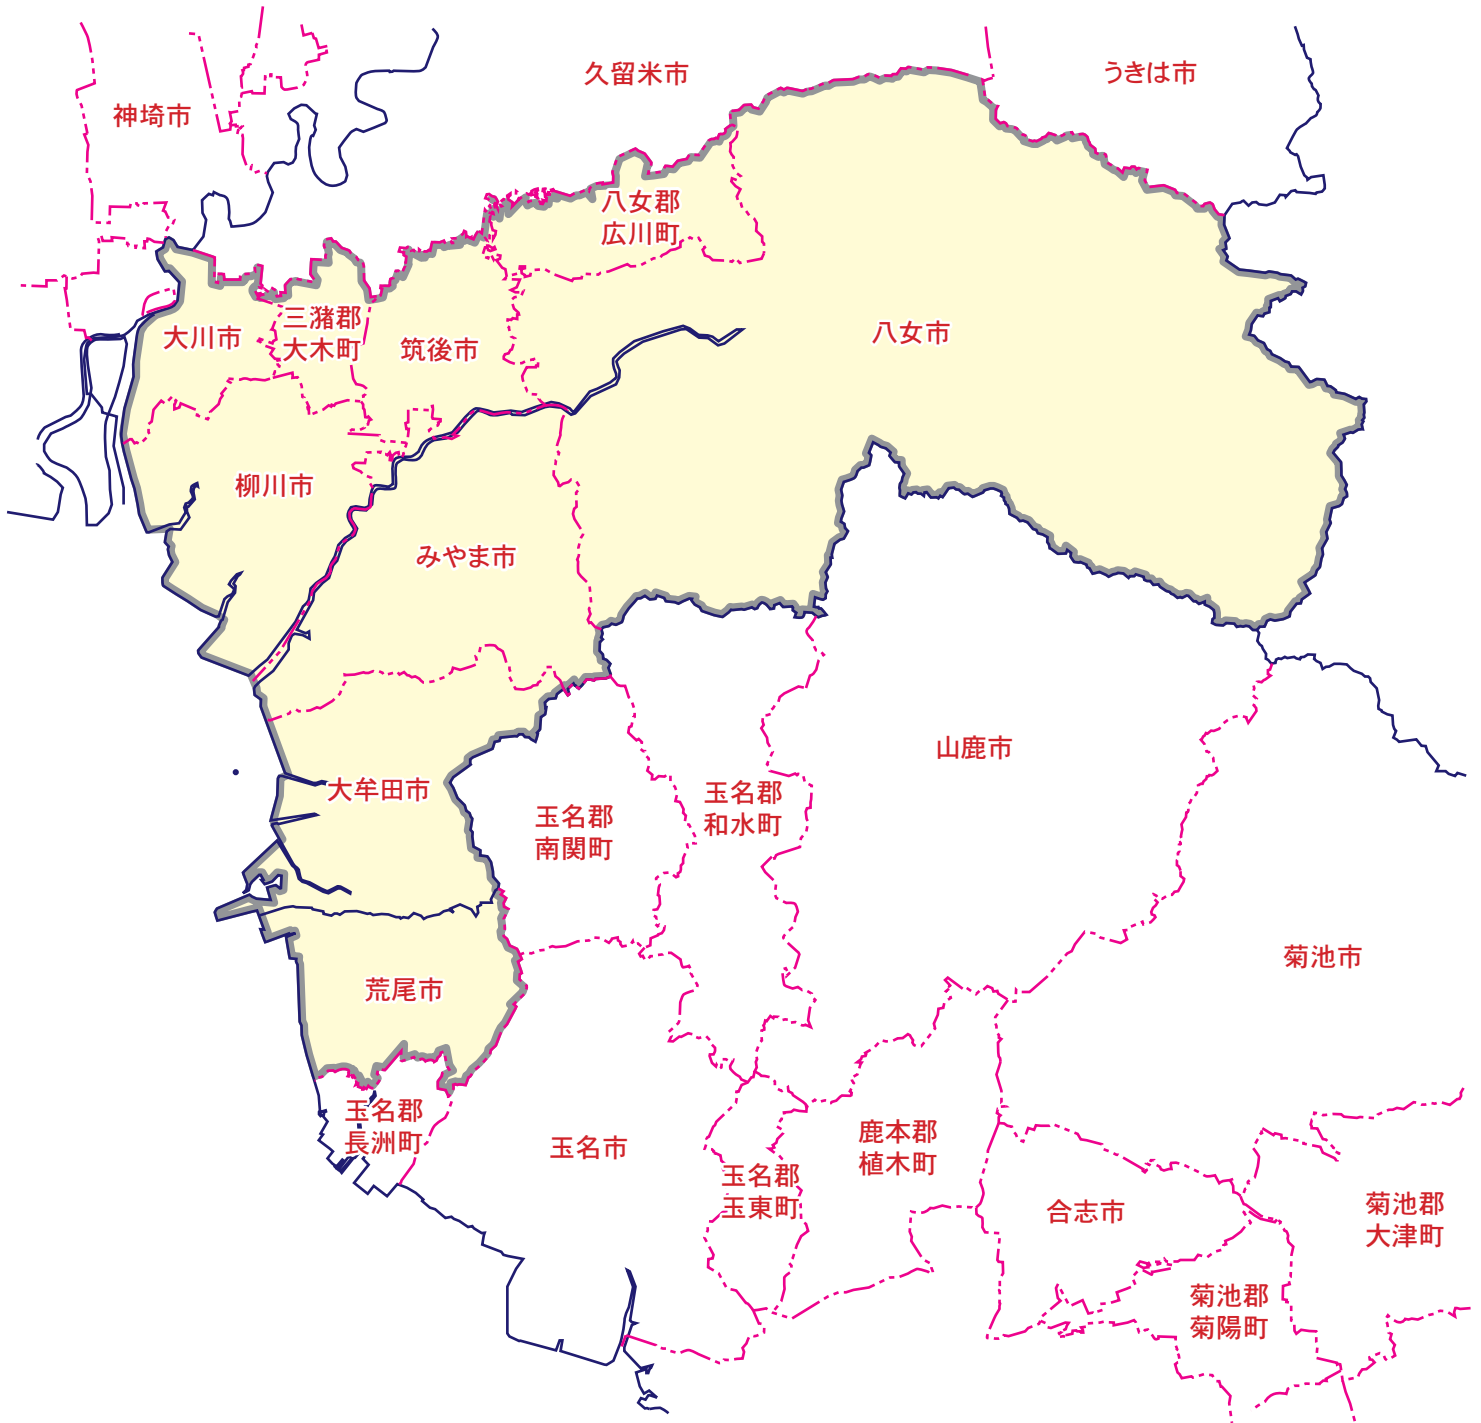 久留米市
うきは市
神埼市
八女郡
広川町
大川市
三潴郡
大木町
筑後市
八女市
柳川市
みやま市
山鹿市
大牟田市
玉名郡
南関町
玉名郡
和水町
菊池市
荒尾市
玉名郡
長洲町
玉名市
鹿本郡
植木町
玉名郡
玉東町
合志市
菊池郡
大津町
菊池郡
菊陽町